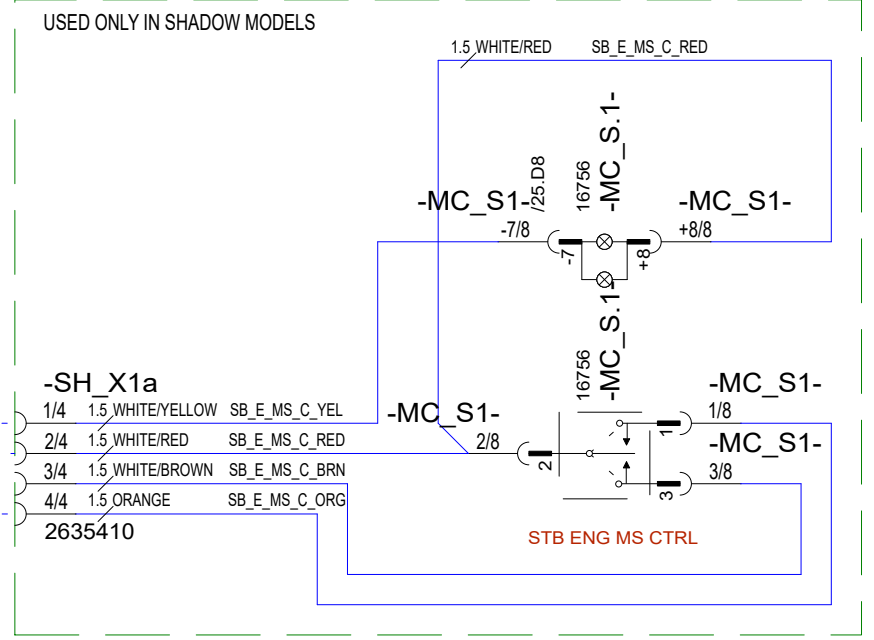 USED ONLY IN SHADOW MODELS
1.5 WHITE/RED SB_E_MS_C_RED
-MC_S1-
-7/8
/25.D8
16756
-MC_S.1-
-MC_S1-
+8/8
-7
+8
16756
-MC_S.1-
-SH_X1a
1/4 1.5 WHITE/YELLOW SB_E_MS_C_YEL
2/4 1.5 WHITE/RED SB_E_MS_C_RED
3/4 1.5 WHITE/BROWN SB_E_MS_C_BRN
4/4 1.5 ORANGE SB_E_MS_C_ORG
2635410
-MC_S1-
2/8
2
-MC_S1-
1/8
1
-MC_S1-
3/8
3
STB ENG MS CTRL